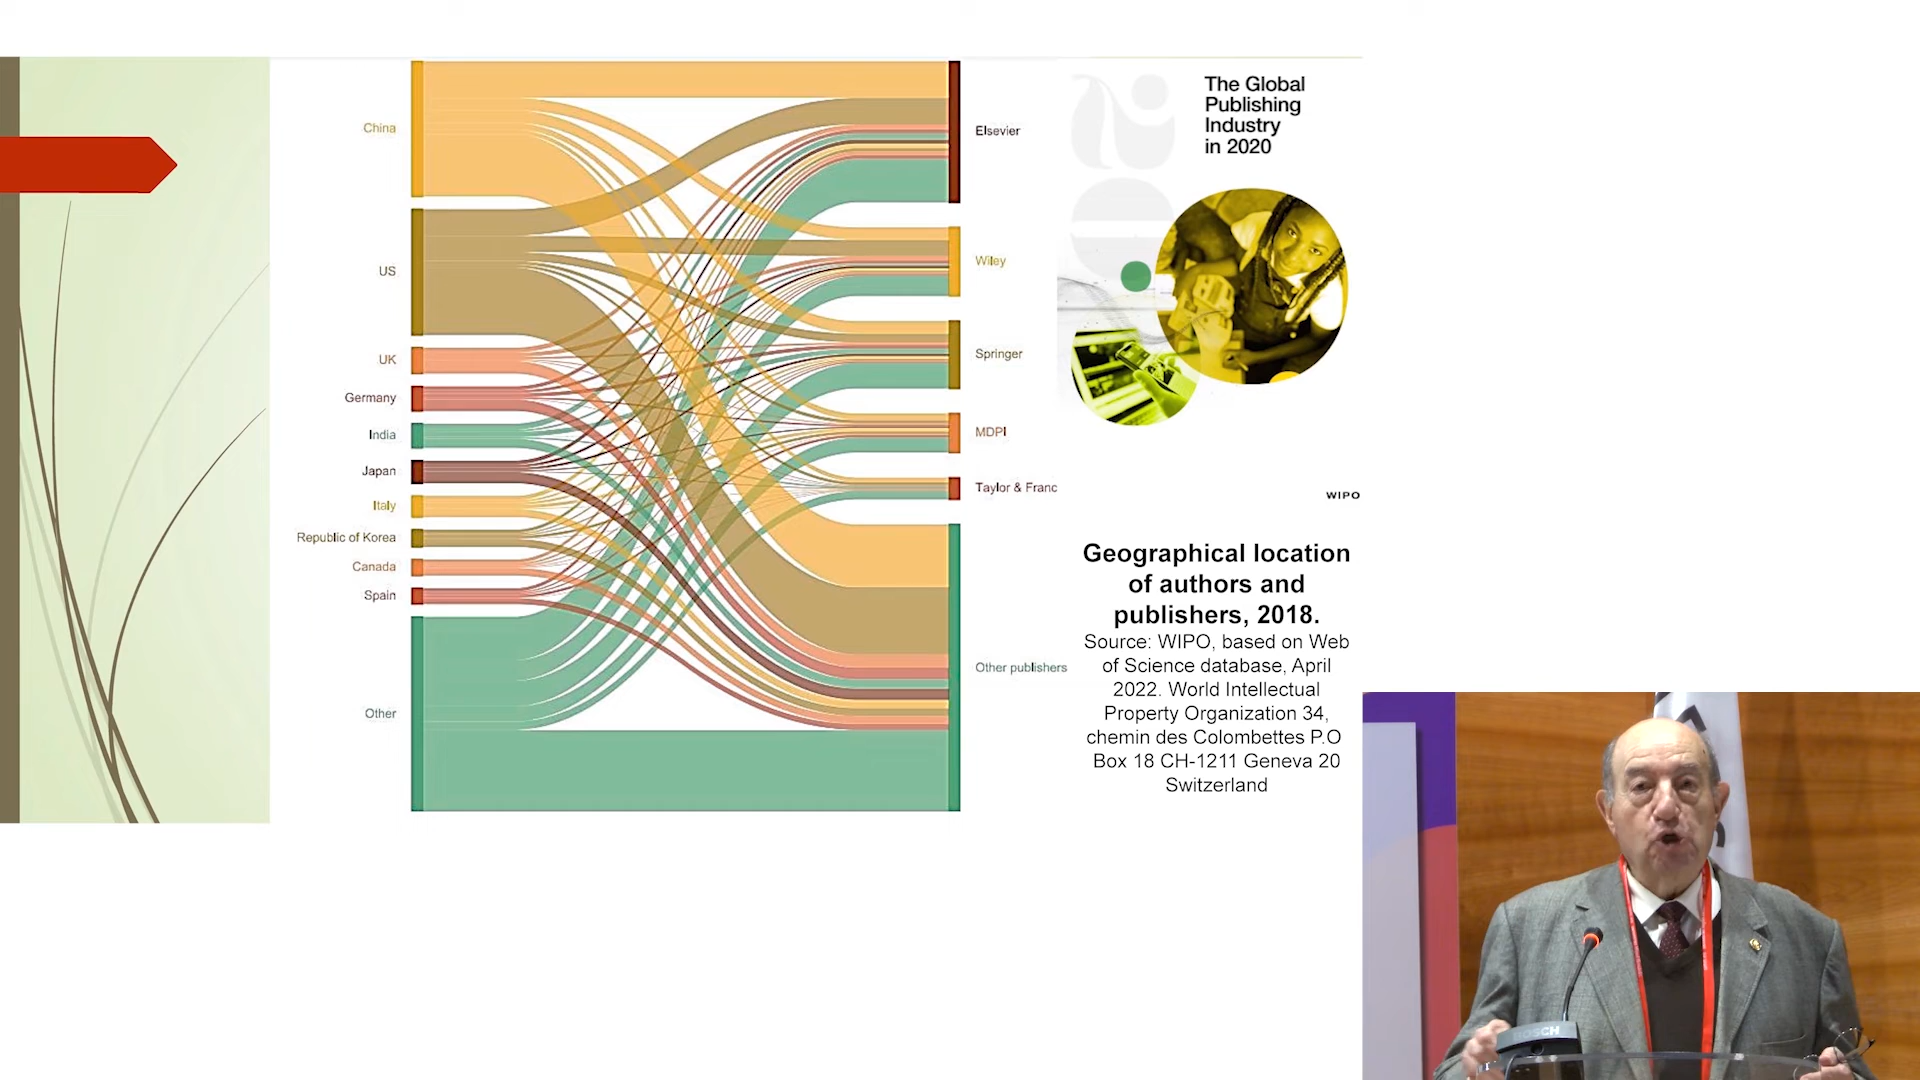 China
US
UK
Germany
India
Japan
Italy
Republic of Korea
Canada
Spain
Other
Elsevier
Wiley
Springer
MDPI
Taylor & Franc
Other publishers
The Global
Publishing
Industry
in 2020
WIPO
Geographical location
of authors and
publishers, 2018.
Source: WIPO, based on Web
of Science database, April
2022. World Intellectual
Property Organization 34,
chemin des Colombettes P.O
Box 18 CH-1211 Geneva 20
Switzerland
BOSCH